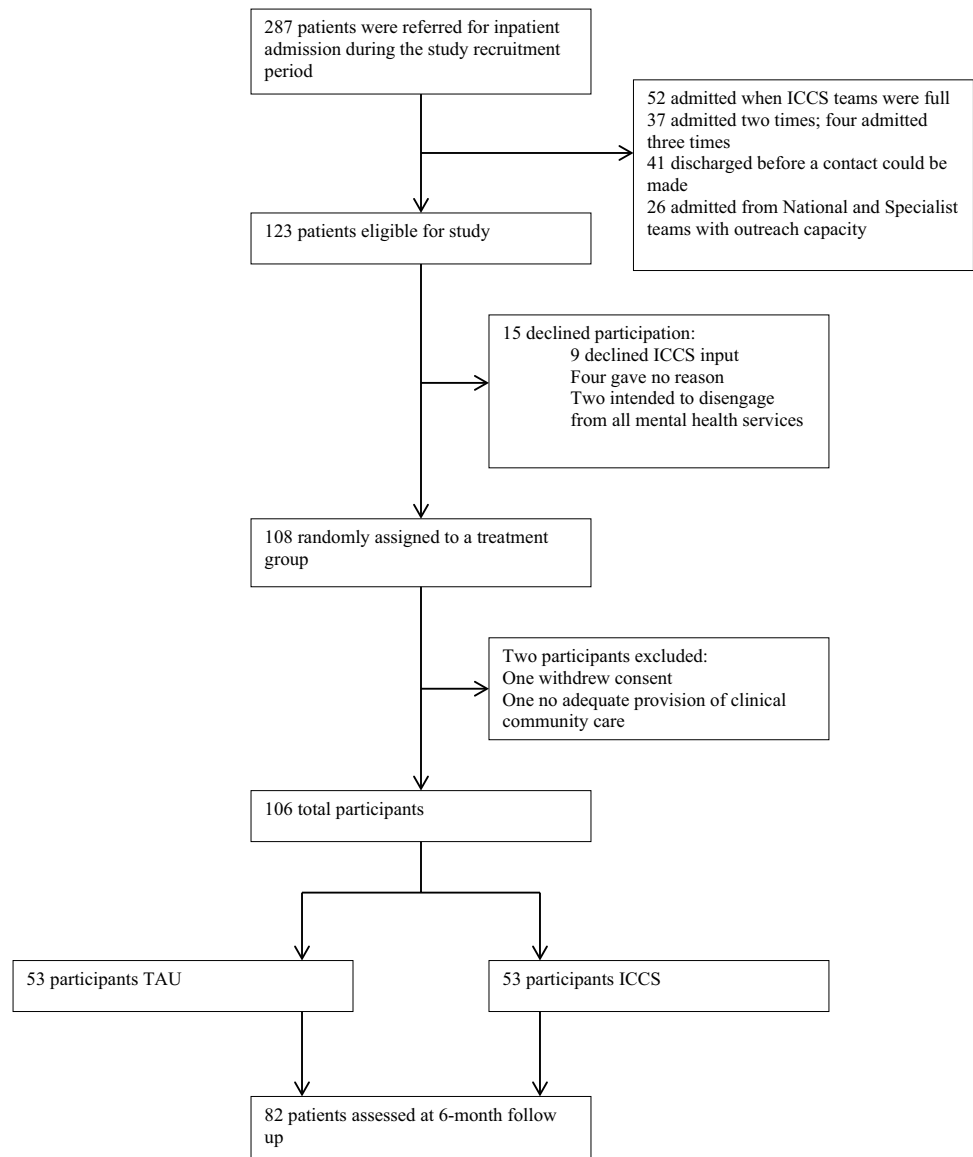 287 patients were referred for inpatient
admission during the study recruitment
period
52 admitted when ICCS teams were full
37 admitted two times; four admitted
three times
41 discharged before a contact could be
made
26 admitted from National and Specialist
teams with outreach capacity
123 patients eligible for study
15 declined participation:
9 declined ICCS input
Four gave no reason
Two intended to disengage
from all mental health services
108 randomly assigned to a treatment
group
Two participants excluded:
One withdrew consent
One no adequate provision of clinical
community care
106 total participants
53 participants TAU
53 participants ICCS
82 patients assessed at 6-month follow
up